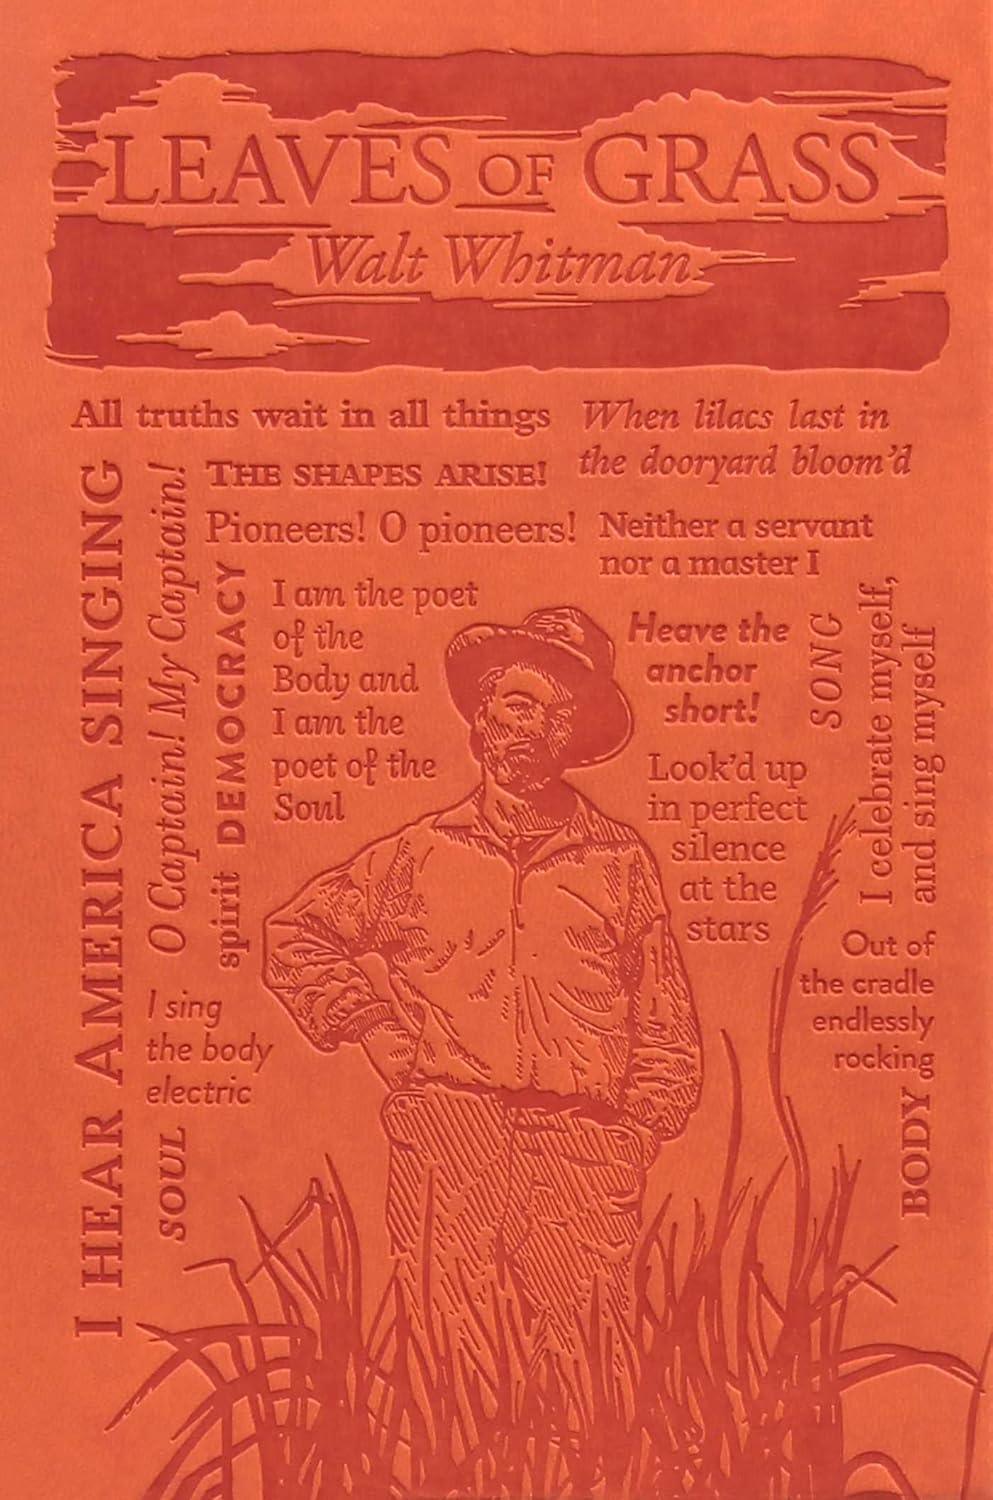 LEAVES OF GRASS
Walt Whitman
All truths wait in all things
When lilacs last in
the dooryard bloom'd
THE SHAPES ARISE!
Pioneers! O pioneers!
Neither a servant
nor a master I
I HEAR AMERICA SINGING
O Captain! My Captain!
spirit DEMOCRACY
I am the poet
of the
Body and
I am the
poet of the
Soul
Heave the
anchor
short!
SONG
I celebrate myself,
and sing myself
Look'd up
in perfect
silence
at the
stars
Out of
the cradle
endlessly
rocking
I sing
the body
electric
SOUL
BODY